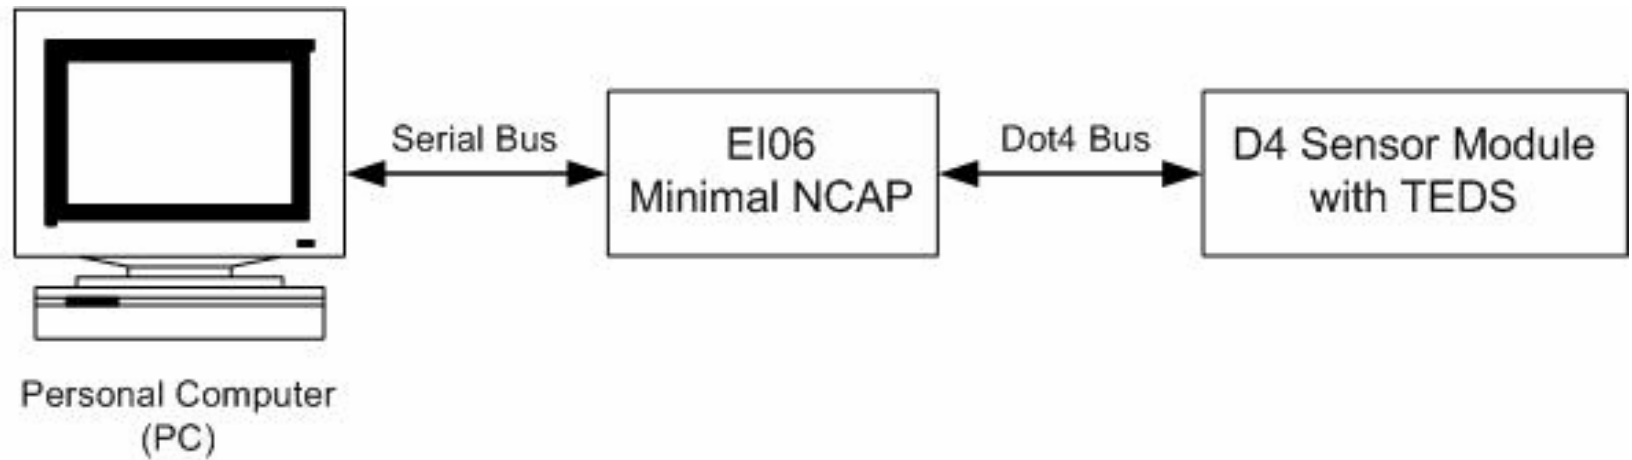 Serial Bus
EI06
Minimal NCAP
Dot4 Bus
D4 Sensor Module
with TEDS
Personal Computer
(PC)